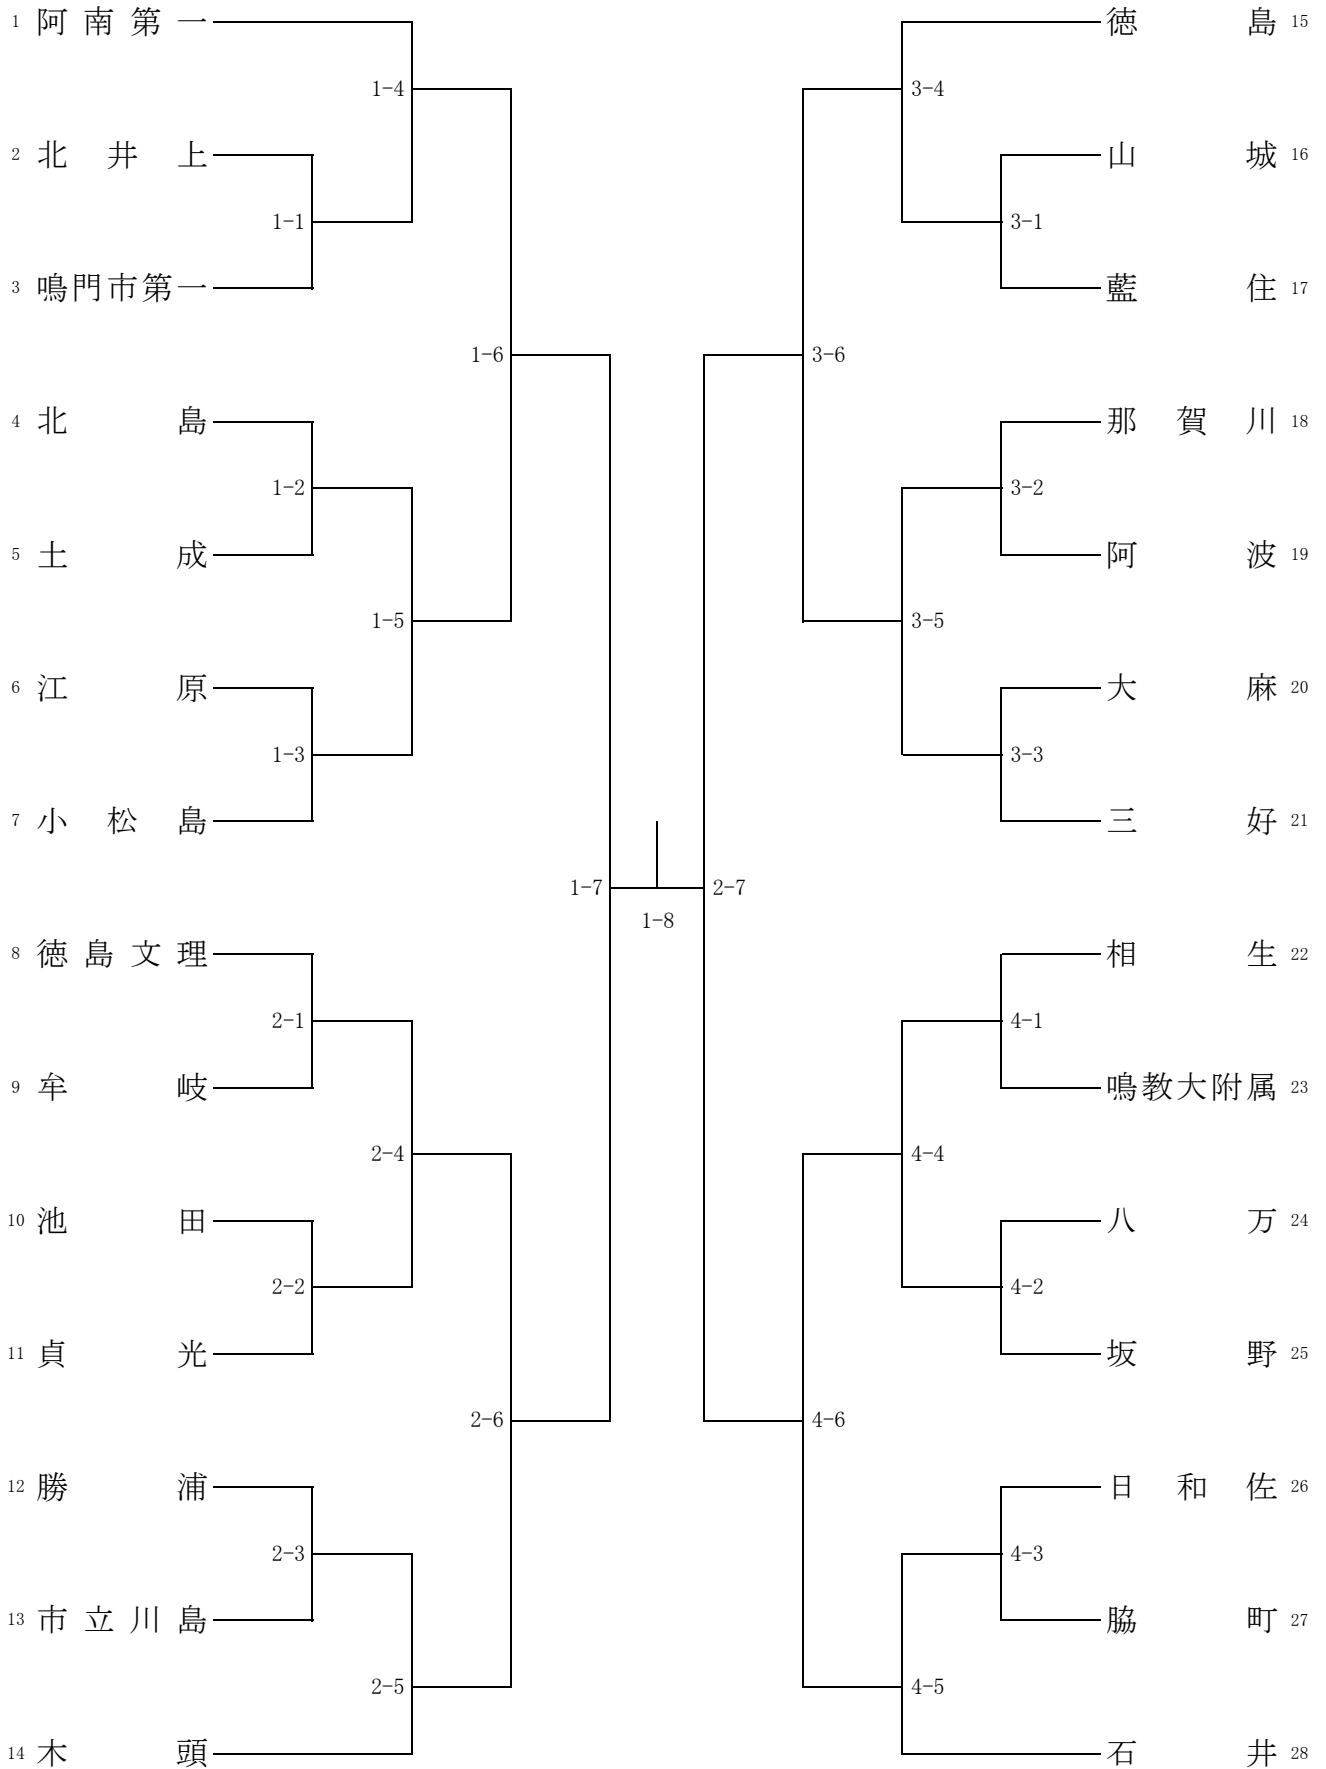 1 阿南第一
1-4
2 北井上
1-1
3 鳴門市第一
1-6
4 北島
1-2
5 土成
1-5
6 江原
1-3
7 小松島
1-7
8 徳島文理
2-1
9 牟岐
2-4
10 池田
2-2
11 貞光
2-6
12 勝浦
2-3
13 市立川島
2-5
14 木頭
1-8
徳島 15
3-4
山城 16
3-1
藍住 17
3-6
那賀川 18
3-2
阿波 19
3-5
大麻 20
3-3
三好 21
2-7
相生 22
4-1
鳴教大附属 23
4-4
八万 24
4-2
坂野 25
4-6
日和佐 26
4-3
脇町 27
4-5
石井 28